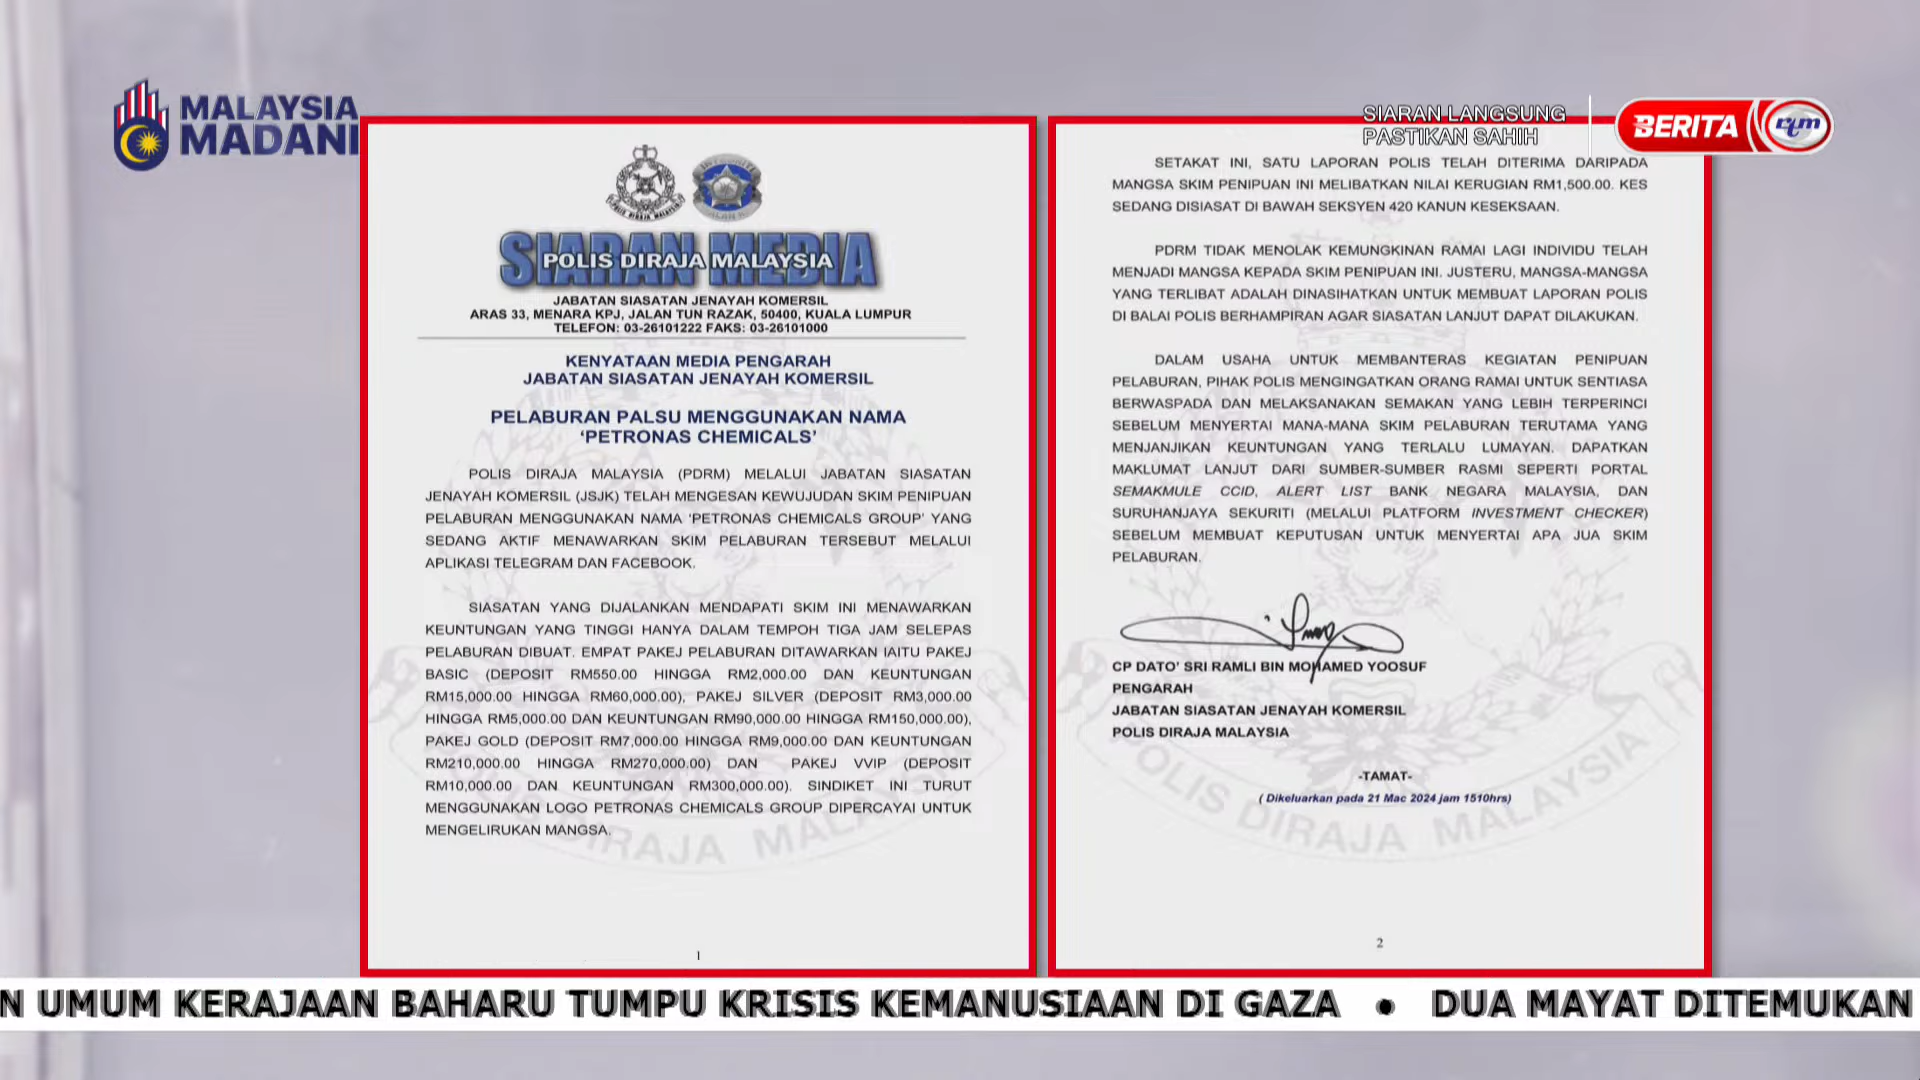 MALAYSIA
MADANI
SIARAN LANGSUNG
PASTIKAN SAHIH
BERITA rtm
POLIS DIRAJA MALAYSIA
SIARAN MEDIA
POLIS DIRAJA MALAYSIA
JABATAN SIASATAN JENAYAH KOMERSIL
ARAS 33, MENARA KPJ, JALAN TUN RAZAK, 50400, KUALA LUMPUR
TELEFON: 03-26101222 FAKS: 03-26101000
KENYATAAN MEDIA PENGARAH
JABATAN SIASATAN JENAYAH KOMERSIL
PELABURAN PALSU MENGGUNAKAN NAMA
‘PETRONAS CHEMICALS’
POLIS DIRAJA MALAYSIA (PDRM) MELALUI JABATAN SIASATAN
JENAYAH KOMERSIL (JSJK) TELAH MENGESAN KEWUJUDAN SKIM PENIPUAN
PELABURAN MENGGUNAKAN NAMA ‘PETRONAS CHEMICALS GROUP’ YANG
SEDANG AKTIF MENAWARKAN SKIM PELABURAN TERSEBUT MELALUI
APLIKASI TELEGRAM DAN FACEBOOK.
SIASATAN YANG DIJALANKAN MENDAPATI SKIM INI MENAWARKAN
KEUNTUNGAN YANG TINGGI HANYA DALAM TEMPOH TIGA JAM SELEPAS
PELABURAN DIBUAT. EMPAT PAKEJ PELABURAN DITAWARKAN IAITU PAKEJ
BASIC (DEPOSIT RM550.00 HINGGA RM2,000.00 DAN KEUNTUNGAN
RM15,000.00 HINGGA RM60,000.00), PAKEJ SILVER (DEPOSIT RM3,000.00
HINGGA RM5,000.00 DAN KEUNTUNGAN RM90,000.00 HINGGA RM150,000.00),
PAKEJ GOLD (DEPOSIT RM7,000.00 HINGGA RM9,000.00 DAN KEUNTUNGAN
RM210,000.00 HINGGA RM270,000.00) DAN PAKEJ VVIP (DEPOSIT
RM10,000.00 DAN KEUNTUNGAN RM300,000.00). SINDIKET INI TURUT
MENGGUNAKAN LOGO PETRONAS CHEMICALS GROUP DIPERCAYAI UNTUK
MENGELIRUKAN MANGSA.
DIRAJA MALAYSIA
1
SETAKAT INI, SATU LAPORAN POLIS TELAH DITERIMA DARIPADA
MANGSA SKIM PENIPUAN INI MELIBATKAN NILAI KERUGIAN RM1,500.00. KES
SEDANG DISIASAT DI BAWAH SEKSYEN 420 KANUN KESEKSAAN.
PDRM TIDAK MENOLAK KEMUNGKINAN RAMAI LAGI INDIVIDU TELAH
MENJADI MANGSA KEPADA SKIM PENIPUAN INI. JUSTERU, MANGSA-MANGSA
YANG TERLIBAT ADALAH DINASIHATKAN UNTUK MEMBUAT LAPORAN POLIS
DI BALAI POLIS BERHAMPIRAN AGAR SIASATAN LANJUT DAPAT DILAKUKAN.
DALAM USAHA UNTUK MEMBANTERAS KEGIATAN PENIPUAN
PELABURAN, PIHAK POLIS MENGINGATKAN ORANG RAMAI UNTUK SENTIASA
BERWASPADA DAN MELAKSANAKAN SEMAKAN YANG LEBIH TERPERINCI
SEBELUM MENYERTAI MANA-MANA SKIM PELABURAN TERUTAMA YANG
MENJANJIKAN KEUNTUNGAN YANG TERLALU LUMAYAN. DAPATKAN
MAKLUMAT LANJUT DARI SUMBER-SUMBER RASMI SEPERTI PORTAL
SEMAKMULE CCID, ALERT LIST BANK NEGARA MALAYSIA, DAN
SURUHANJAYA SEKURITI (MELALUI PLATFORM INVESTMENT CHECKER)
SEBELUM MEMBUAT KEPUTUSAN UNTUK MENYERTAI APA JUA SKIM
PELABURAN.
CP DATO’ SRI RAMLI BIN MOHAMED YOOSUF
PENGARAH
JABATAN SIASATAN JENAYAH KOMERSIL
POLIS DIRAJA MALAYSIA
-TAMAT-
( Dikeluarkan pada 21 Mac 2024 jam 1510hrs)
POLIS DIRAJA MALAYSIA
2
N UMUM KERAJAAN BAHARU TUMPU KRISIS KEMANUSIAAN DI GAZA • DUA MAYAT DITEMUKAN